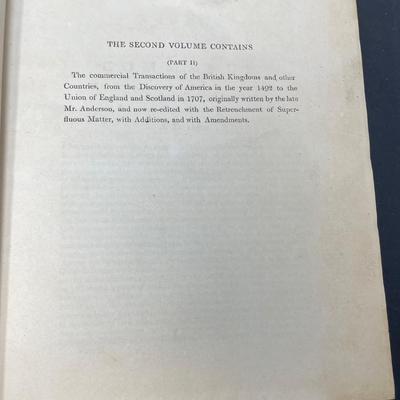 THE SECOND VOLUME CONTAINS
(PART II)
The commercial Transactions of the British Kingdoms and other
Countries, from the Discovery of America in the year 1492 to the
Union of England and Scotland in 1707, originally written by the late
Mr. Anderson, and now re-edited with the Retrenchment of Super-
fluous Matter, with Additions, and with Amendments.